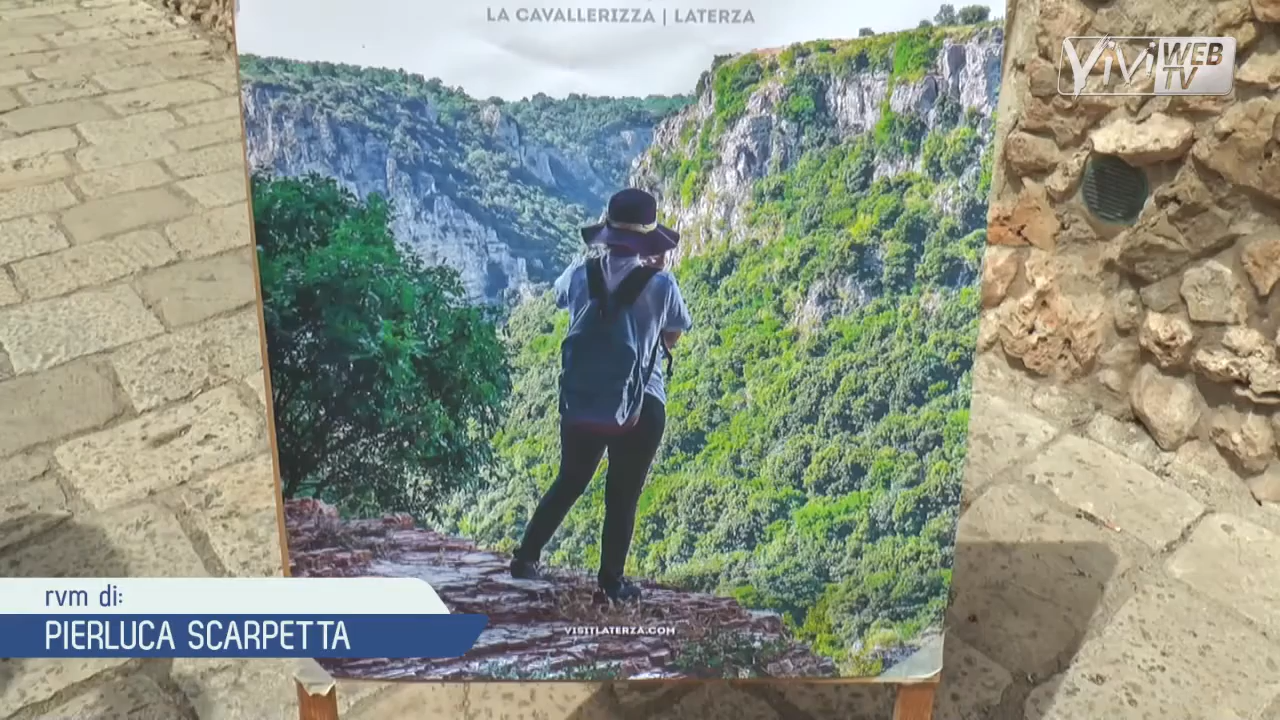 LA CAVALLERIZZA | LATERZA
ViVi WEB TV
VISITLATERZA.COM
rvm di:
PIERLUCA SCARPETTA